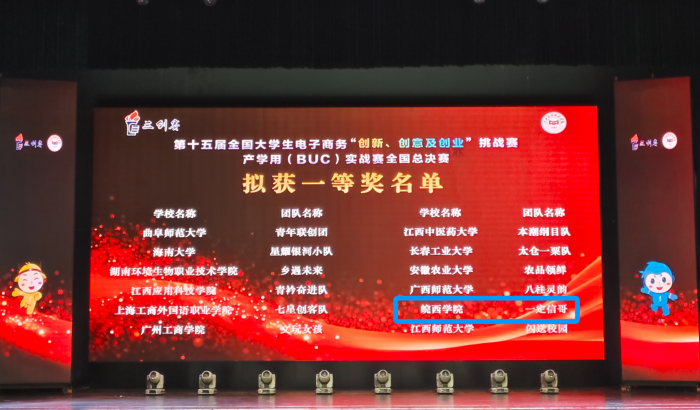 三创赛
第十五届全国大学生电子商务“创新、创意及创业”挑战赛
产学用（BUC）实战赛全国总决赛
拟获一等奖名单
学校名称 团队名称 学校名称 团队名称
曲阜师范大学 青年联创团 江西中医药大学 本潮纲目队
海南大学 星耀银河小队 长春工业大学 太仓一粟队
湖南环境生物职业技术学院 乡遇未来 安徽农业大学 农品领鲜
江西应用科技学院 青衿奋进队 广西师范大学 八桂灵韵
上海工商外国语职业学院 七星创客队 皖西学院 一定信哥
广州工商学院 文玩女孩 江西师范大学 闪送校园